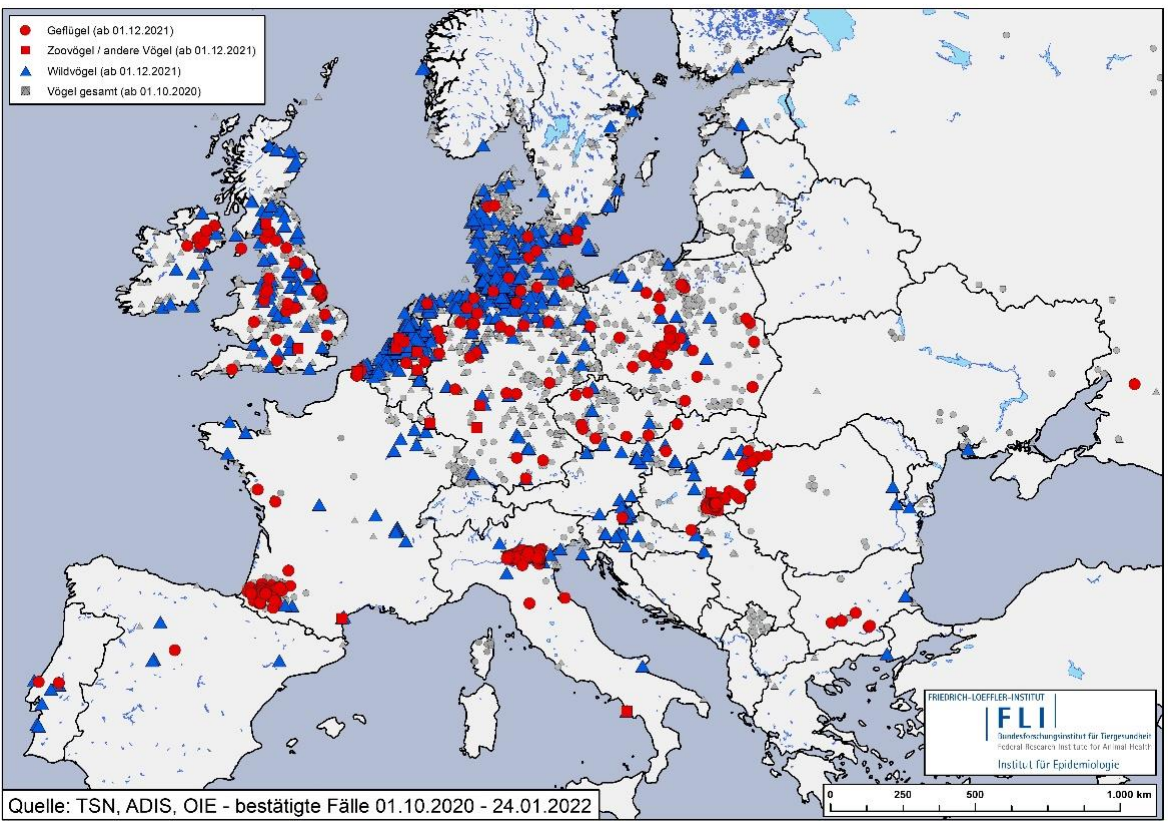 Geflügel (ab 01.12.2021)
Zoovögel / andere Vögel (ab 01.12.2021)
Wildvögel (ab 01.12.2021)
Vögel gesamt (ab 01.10.2020)
FRIEDRICH-LOEFFLER-INSTITUT
FLI
Bundesforschungsinstitut für Tiergesundheit
Federal Research Institute for Animal Health
Institut für Epidemiologie
Quelle: TSN, ADIS, OIE - bestätigte Fälle 01.10.2020 - 24.01.2022
0 250 500 1.000 km